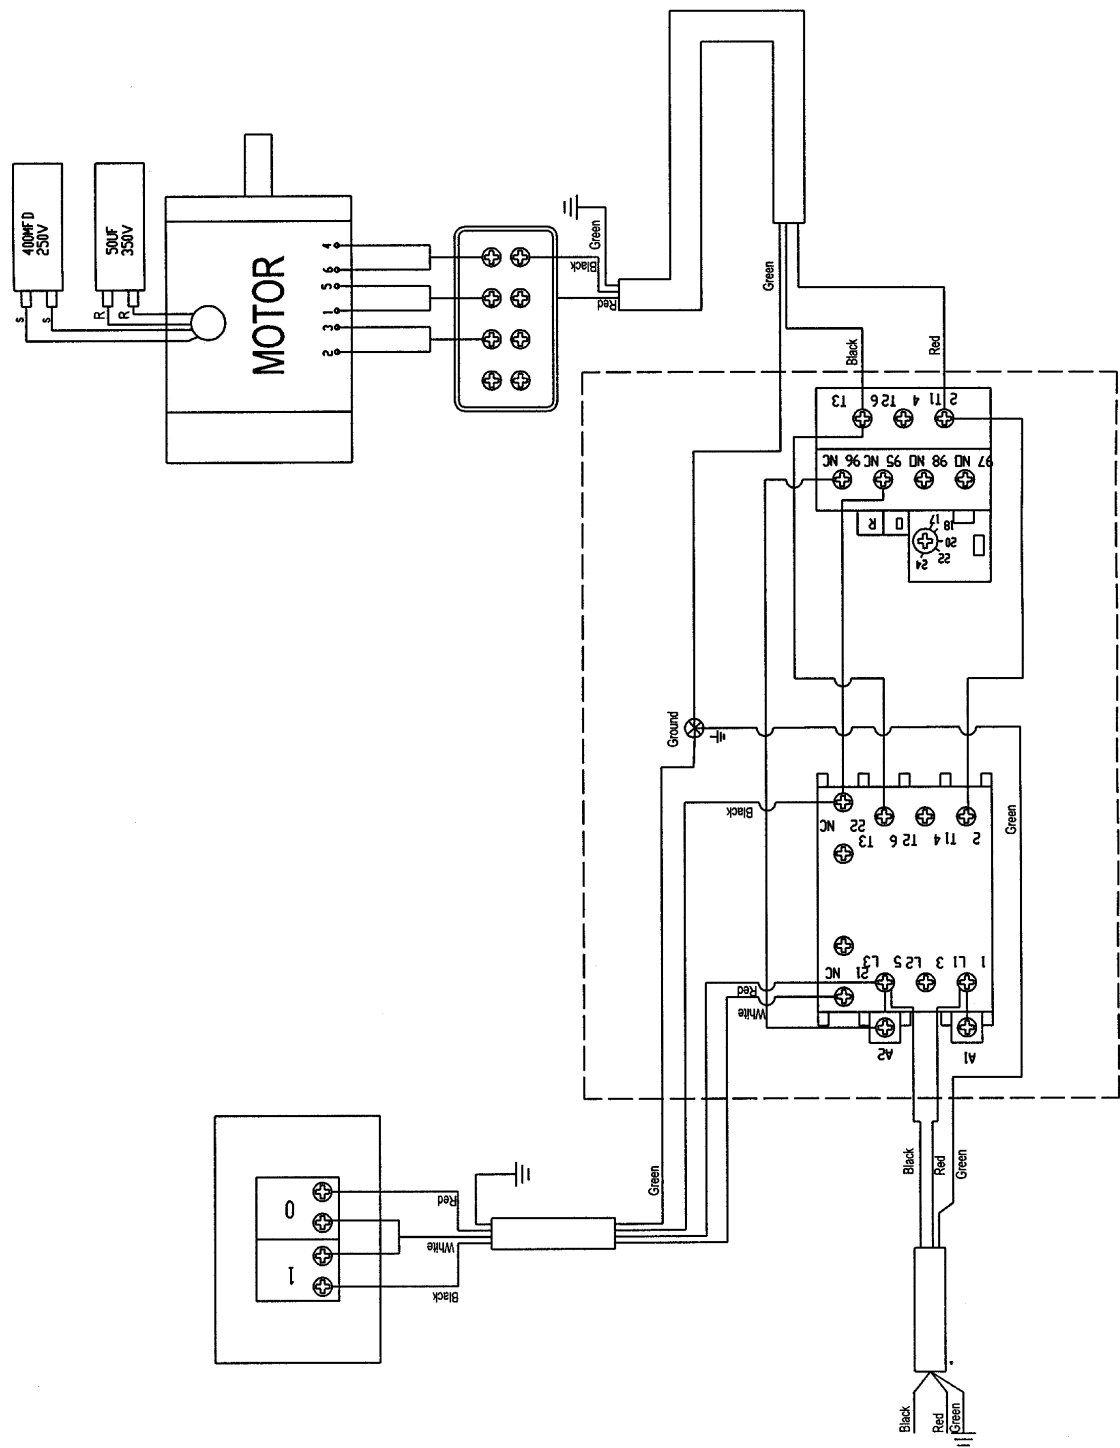 400MFD
250V
50UF
350V
S
S
R
R
MOTOR
4
6
5
1
3
2
Green
Black
Red
Green
Black
Red
T3
6
T2
4
T1
2
NC
96
NC
95
NO
98
NO
97
R
O
17
18
20
22
24
Ground
Black
Green
NC
22
T3
6
T2
4
T1
2
NC
21
L3
5
L2
3
L1
1
A2
A1
Red
White
Green
Red
White
Black
0
1
Black
Red
Green
Black
Red
Green